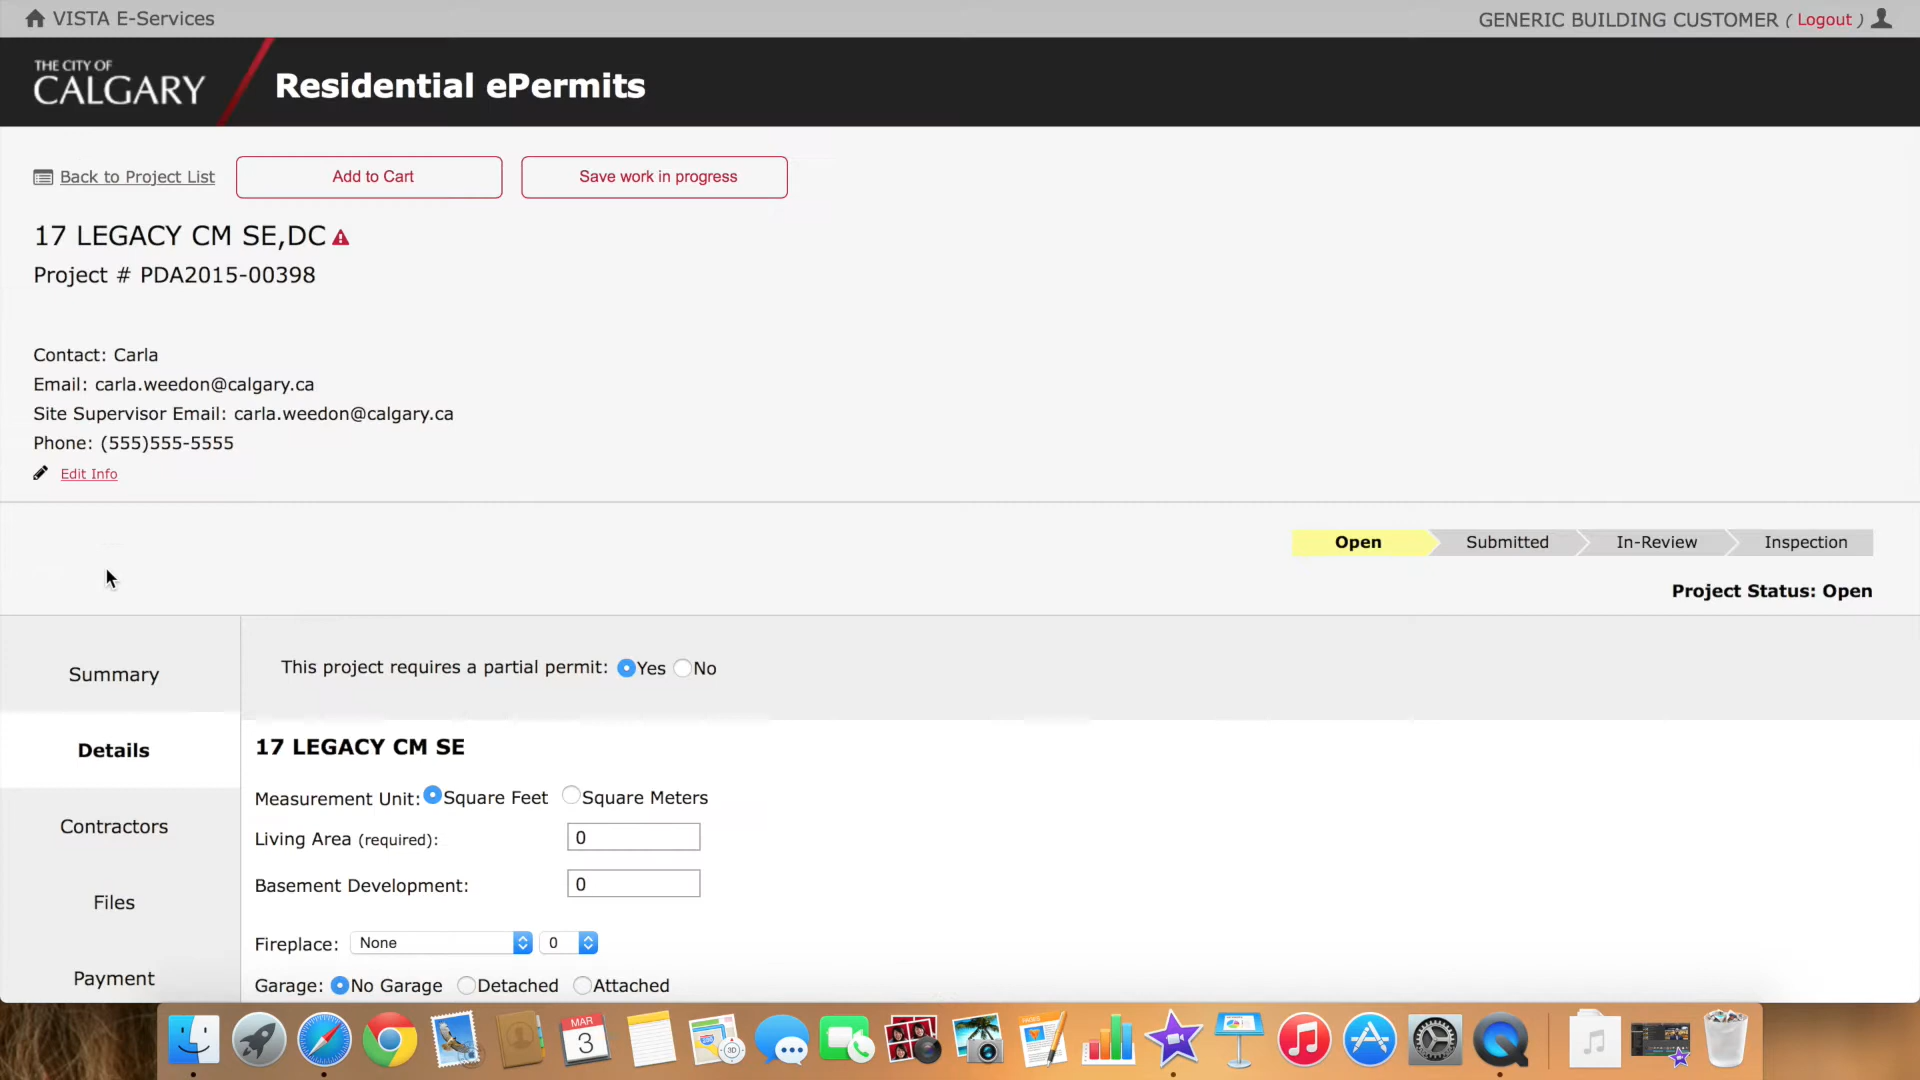 VISTA E-Services
GENERIC BUILDING CUSTOMER ( Logout )
THE CITY OF
CALGARY
Residential ePermits
Back to Project List
Add to Cart
Save work in progress
17 LEGACY CM SE,DC
Project # PDA2015-00398
Contact: Carla
Email: carla.weedon@calgary.ca
Site Supervisor Email: carla.weedon@calgary.ca
Phone: (555)555-5555
Edit Info
Open
Submitted
In-Review
Inspection
Project Status: Open
Summary
Details
Contractors
Files
Payment
This project requires a partial permit: Yes No
17 LEGACY CM SE
Measurement Unit: Square Feet Square Meters
Living Area (required): 0
Basement Development: 0
Fireplace: None 0
Garage: No Garage Detached Attached
MAR
3
3D
PAGES